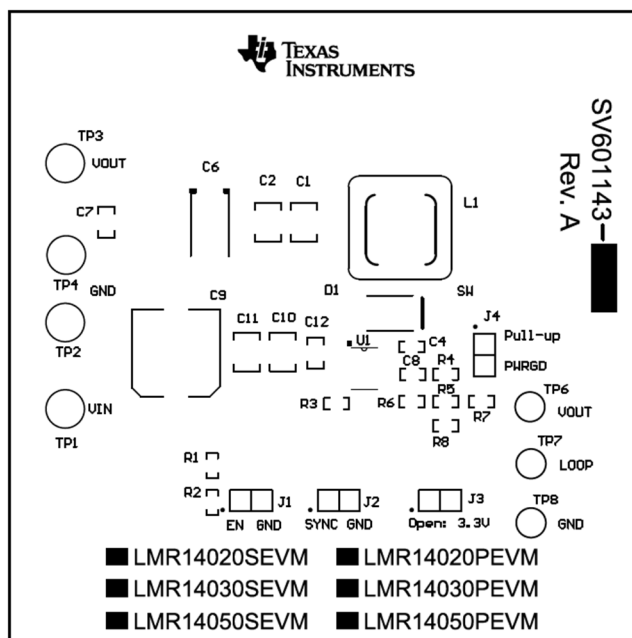 TEXAS
INSTRUMENTS
SV601143-
Rev. A
TP3
VOUT
C6
C2
C1
L1
C7
TP4
GND
TP2
D1
SW
C9
C11
C10
C12
U1
C4
J4
Pull-up
PWRGD
C8
R4
R5
R3
R6
R7
R8
VIN
TP1
TP6
VOUT
TP7
LOOP
TP8
GND
R1
R2
J1
EN GND
J2
SYNC GND
J3
Open: 3.3V
LMR14020SEVM LMR14020PEVM
LMR14030SEVM LMR14030PEVM
LMR14050SEVM LMR14050PEVM